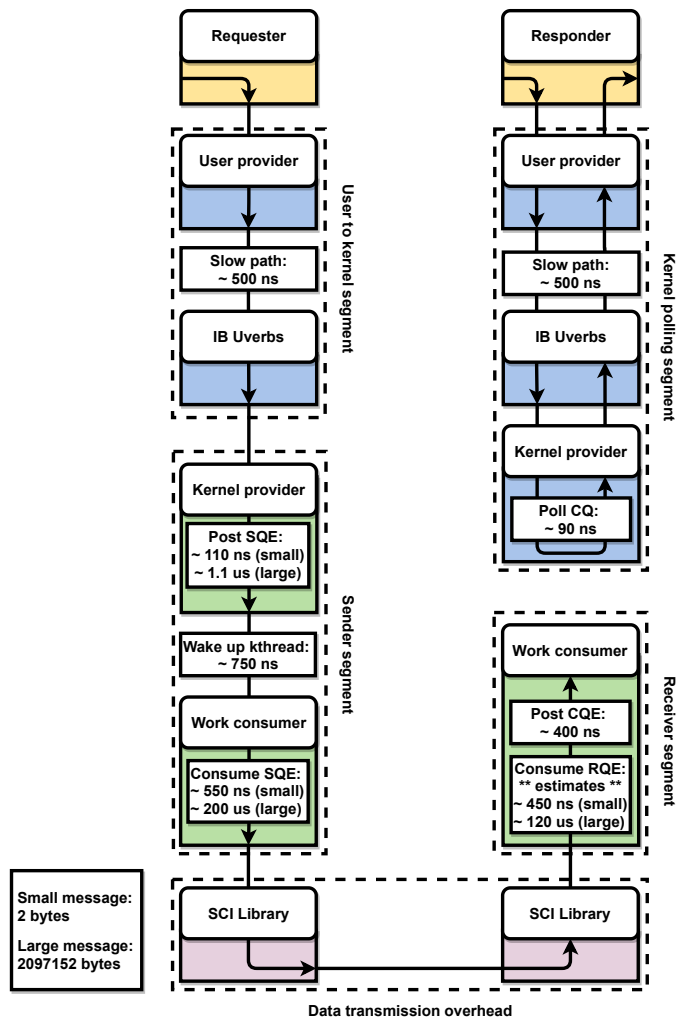 Requester
User provider
Slow path:
~ 500 ns
IB Uverbs
User to kernel segment
Kernel provider
Post SQE:
~ 110 ns (small)
~ 1.1 us (large)
Wake up kthread:
~ 750 ns
Work consumer
Consume SQE:
~ 550 ns (small)
~ 200 us (large)
Sender segment
SCI Library
Small message:
2 bytes
Large message:
2097152 bytes
Responder
User provider
Slow path:
~ 500 ns
IB Uverbs
Kernel provider
Poll CQ:
~ 90 ns
Kernel polling segment
Work consumer
Post CQE:
~ 400 ns
Consume RQE:
** estimates **
~ 450 ns (small)
~ 120 us (large)
Receiver segment
SCI Library
Data transmission overhead